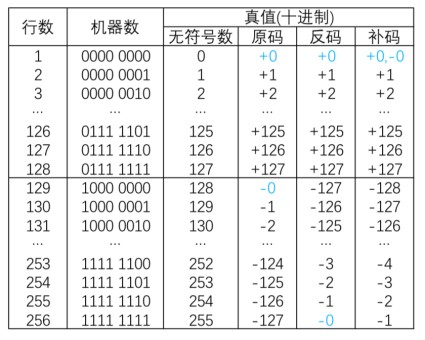 行数 机器数 真值(十进制)
无符号数 原码 反码 补码
1 0000 0000 0 +0 +0 +0,-0
2 0000 0001 1 +1 +1 +1
3 0000 0010 2 +2 +2 +2
... ... ... ... ... ...
126 0111 1101 125 +125 +125 +125
127 0111 1110 126 +126 +126 +126
128 0111 1111 127 +127 +127 +127
129 1000 0000 128 -0 -127 -128
130 1000 0001 129 -1 -126 -127
131 1000 0010 130 -2 -125 -126
... ... ... ... ... ...
253 1111 1100 252 -124 -3 -4
254 1111 1101 253 -125 -2 -3
255 1111 1110 254 -126 -1 -2
256 1111 1111 255 -127 -0 -1